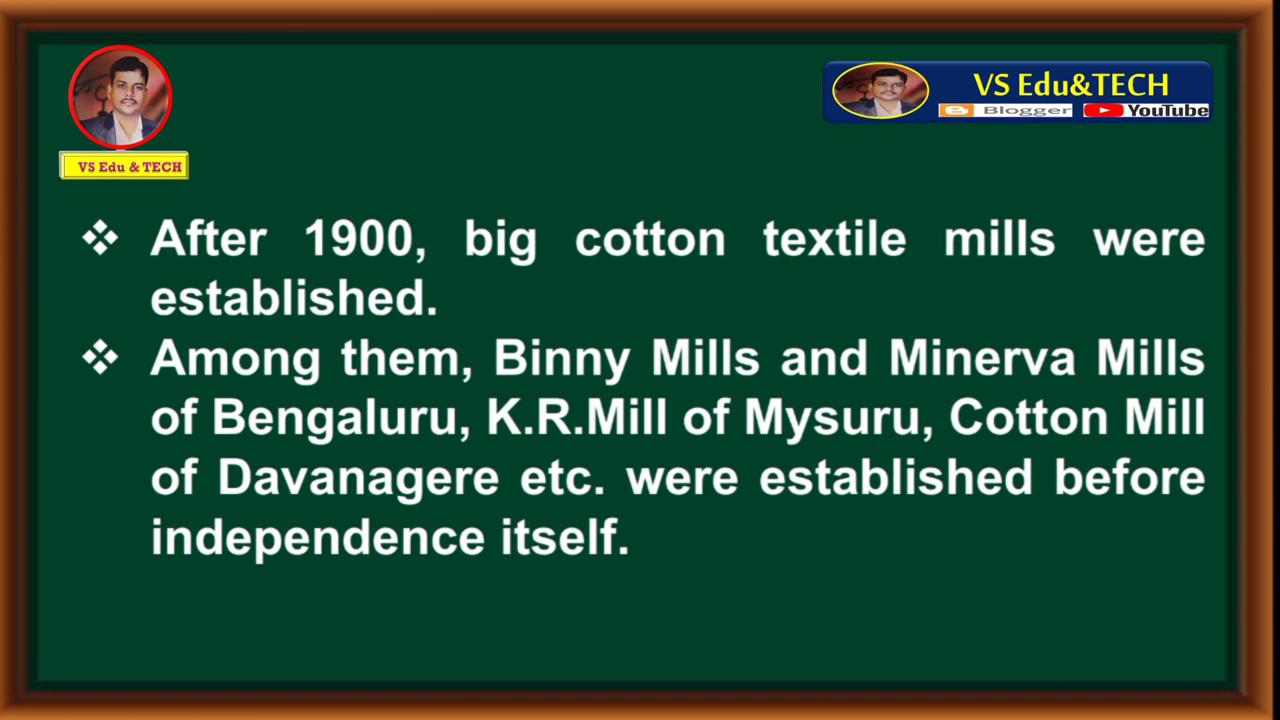 VS Edu&TECH
Blogger YouTube
VS Edu & TECH
❖ After 1900, big cotton textile mills were
established.
❖ Among them, Binny Mills and Minerva Mills
of Bengaluru, K.R.Mill of Mysuru, Cotton Mill
of Davanagere etc. were established before
independence itself.